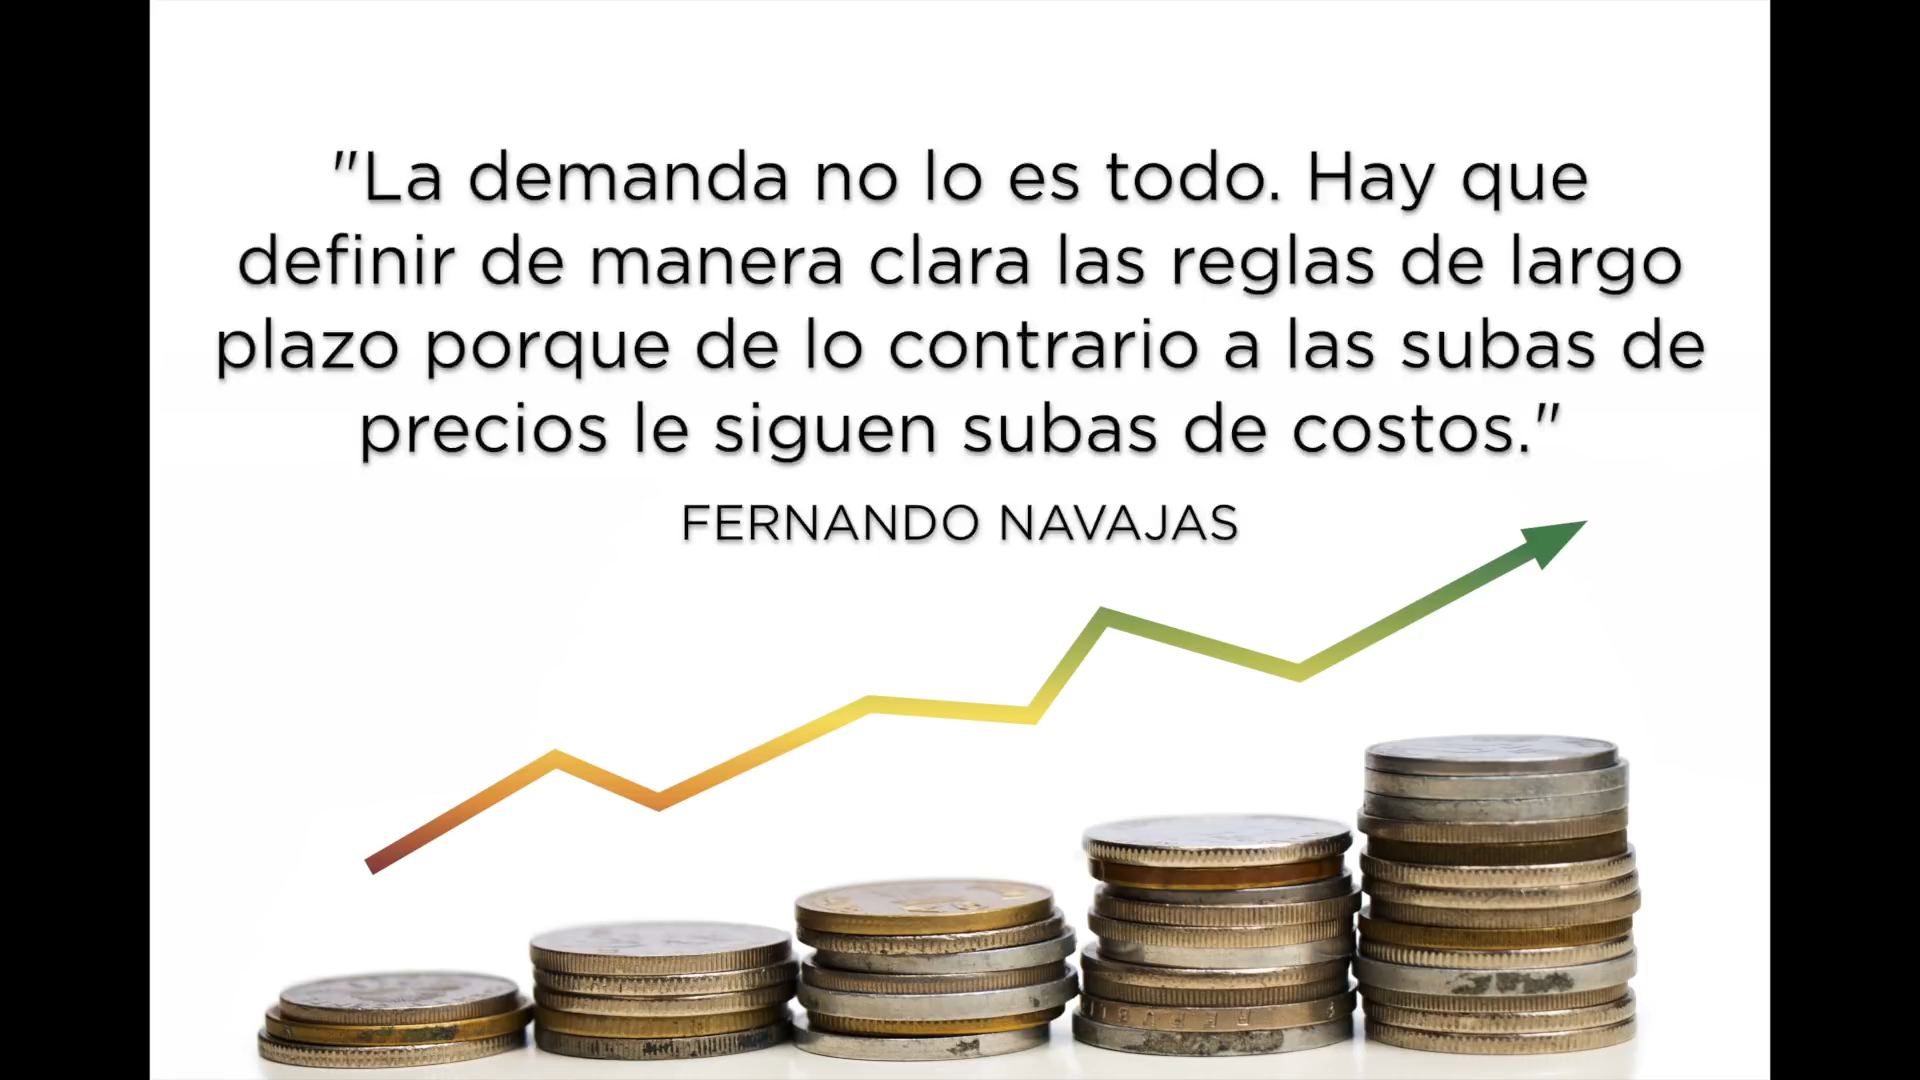 "La demanda no lo es todo. Hay que
definir de manera clara las reglas de largo
plazo porque de lo contrario a las subas de
precios le siguen subas de costos."
FERNANDO NAVAJAS